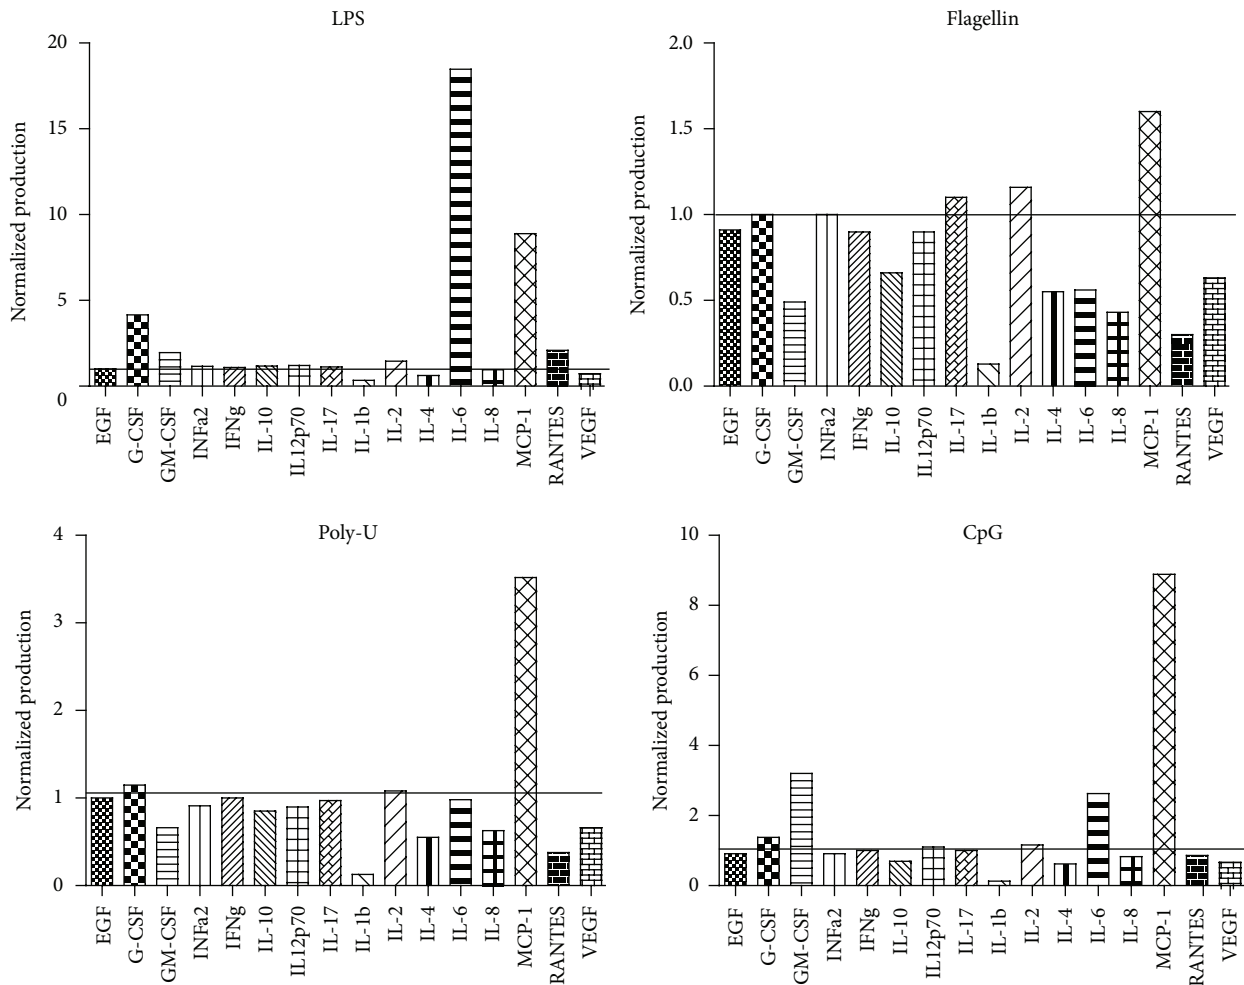 LPS
Normalized production
20
15
10
5
0
EGF
G-CSF
GM-CSF
INFa2
IFNg
IL-10
IL12p70
IL-17
IL-1b
IL-2
IL-4
IL-6
IL-8
MCP-1
RANTES
VEGF
Flagellin
Normalized production
2.0
1.5
1.0
0.5
0.0
EGF
G-CSF
GM-CSF
INFa2
IFNg
IL-10
IL12p70
IL-17
IL-1b
IL-2
IL-4
IL-6
IL-8
MCP-1
RANTES
VEGF
Poly-U
Normalized production
4
3
2
1
0
EGF
G-CSF
GM-CSF
INFa2
IFNg
IL-10
IL12p70
IL-17
IL-1b
IL-2
IL-4
IL-6
IL-8
MCP-1
RANTES
VEGF
CpG
Normalized production
10
8
6
4
2
0
EGF
G-CSF
GM-CSF
INFa2
IFNg
IL-10
IL12p70
IL-17
IL-1b
IL-2
IL-4
IL-6
IL-8
MCP-1
RANTES
VEGF